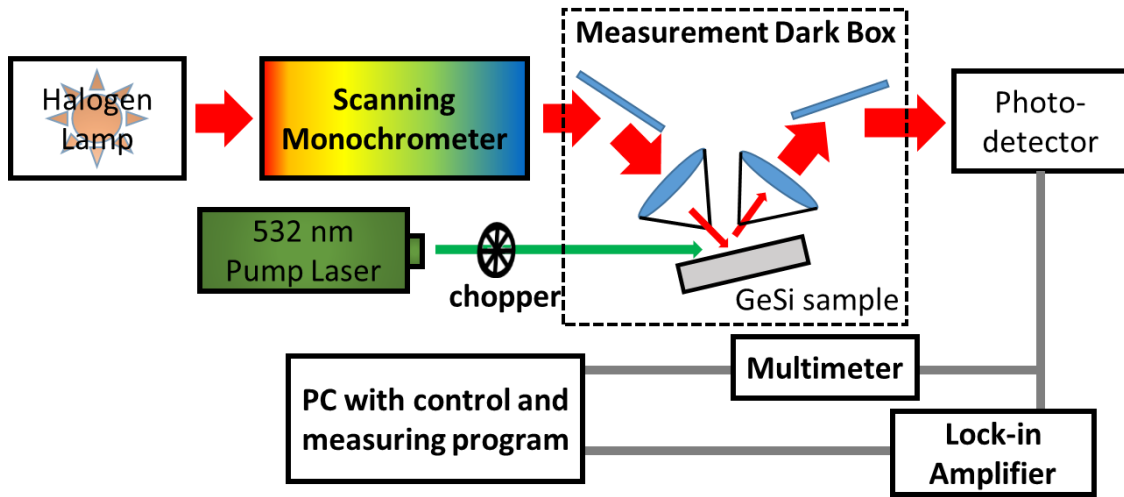 Measurement Dark Box
Halogen
Lamp
Scanning
Monochrometer
Photo-
detector
532 nm
Pump Laser
chopper
GeSi sample
Multimeter
PC with control and
measuring program
Lock-in
Amplifier